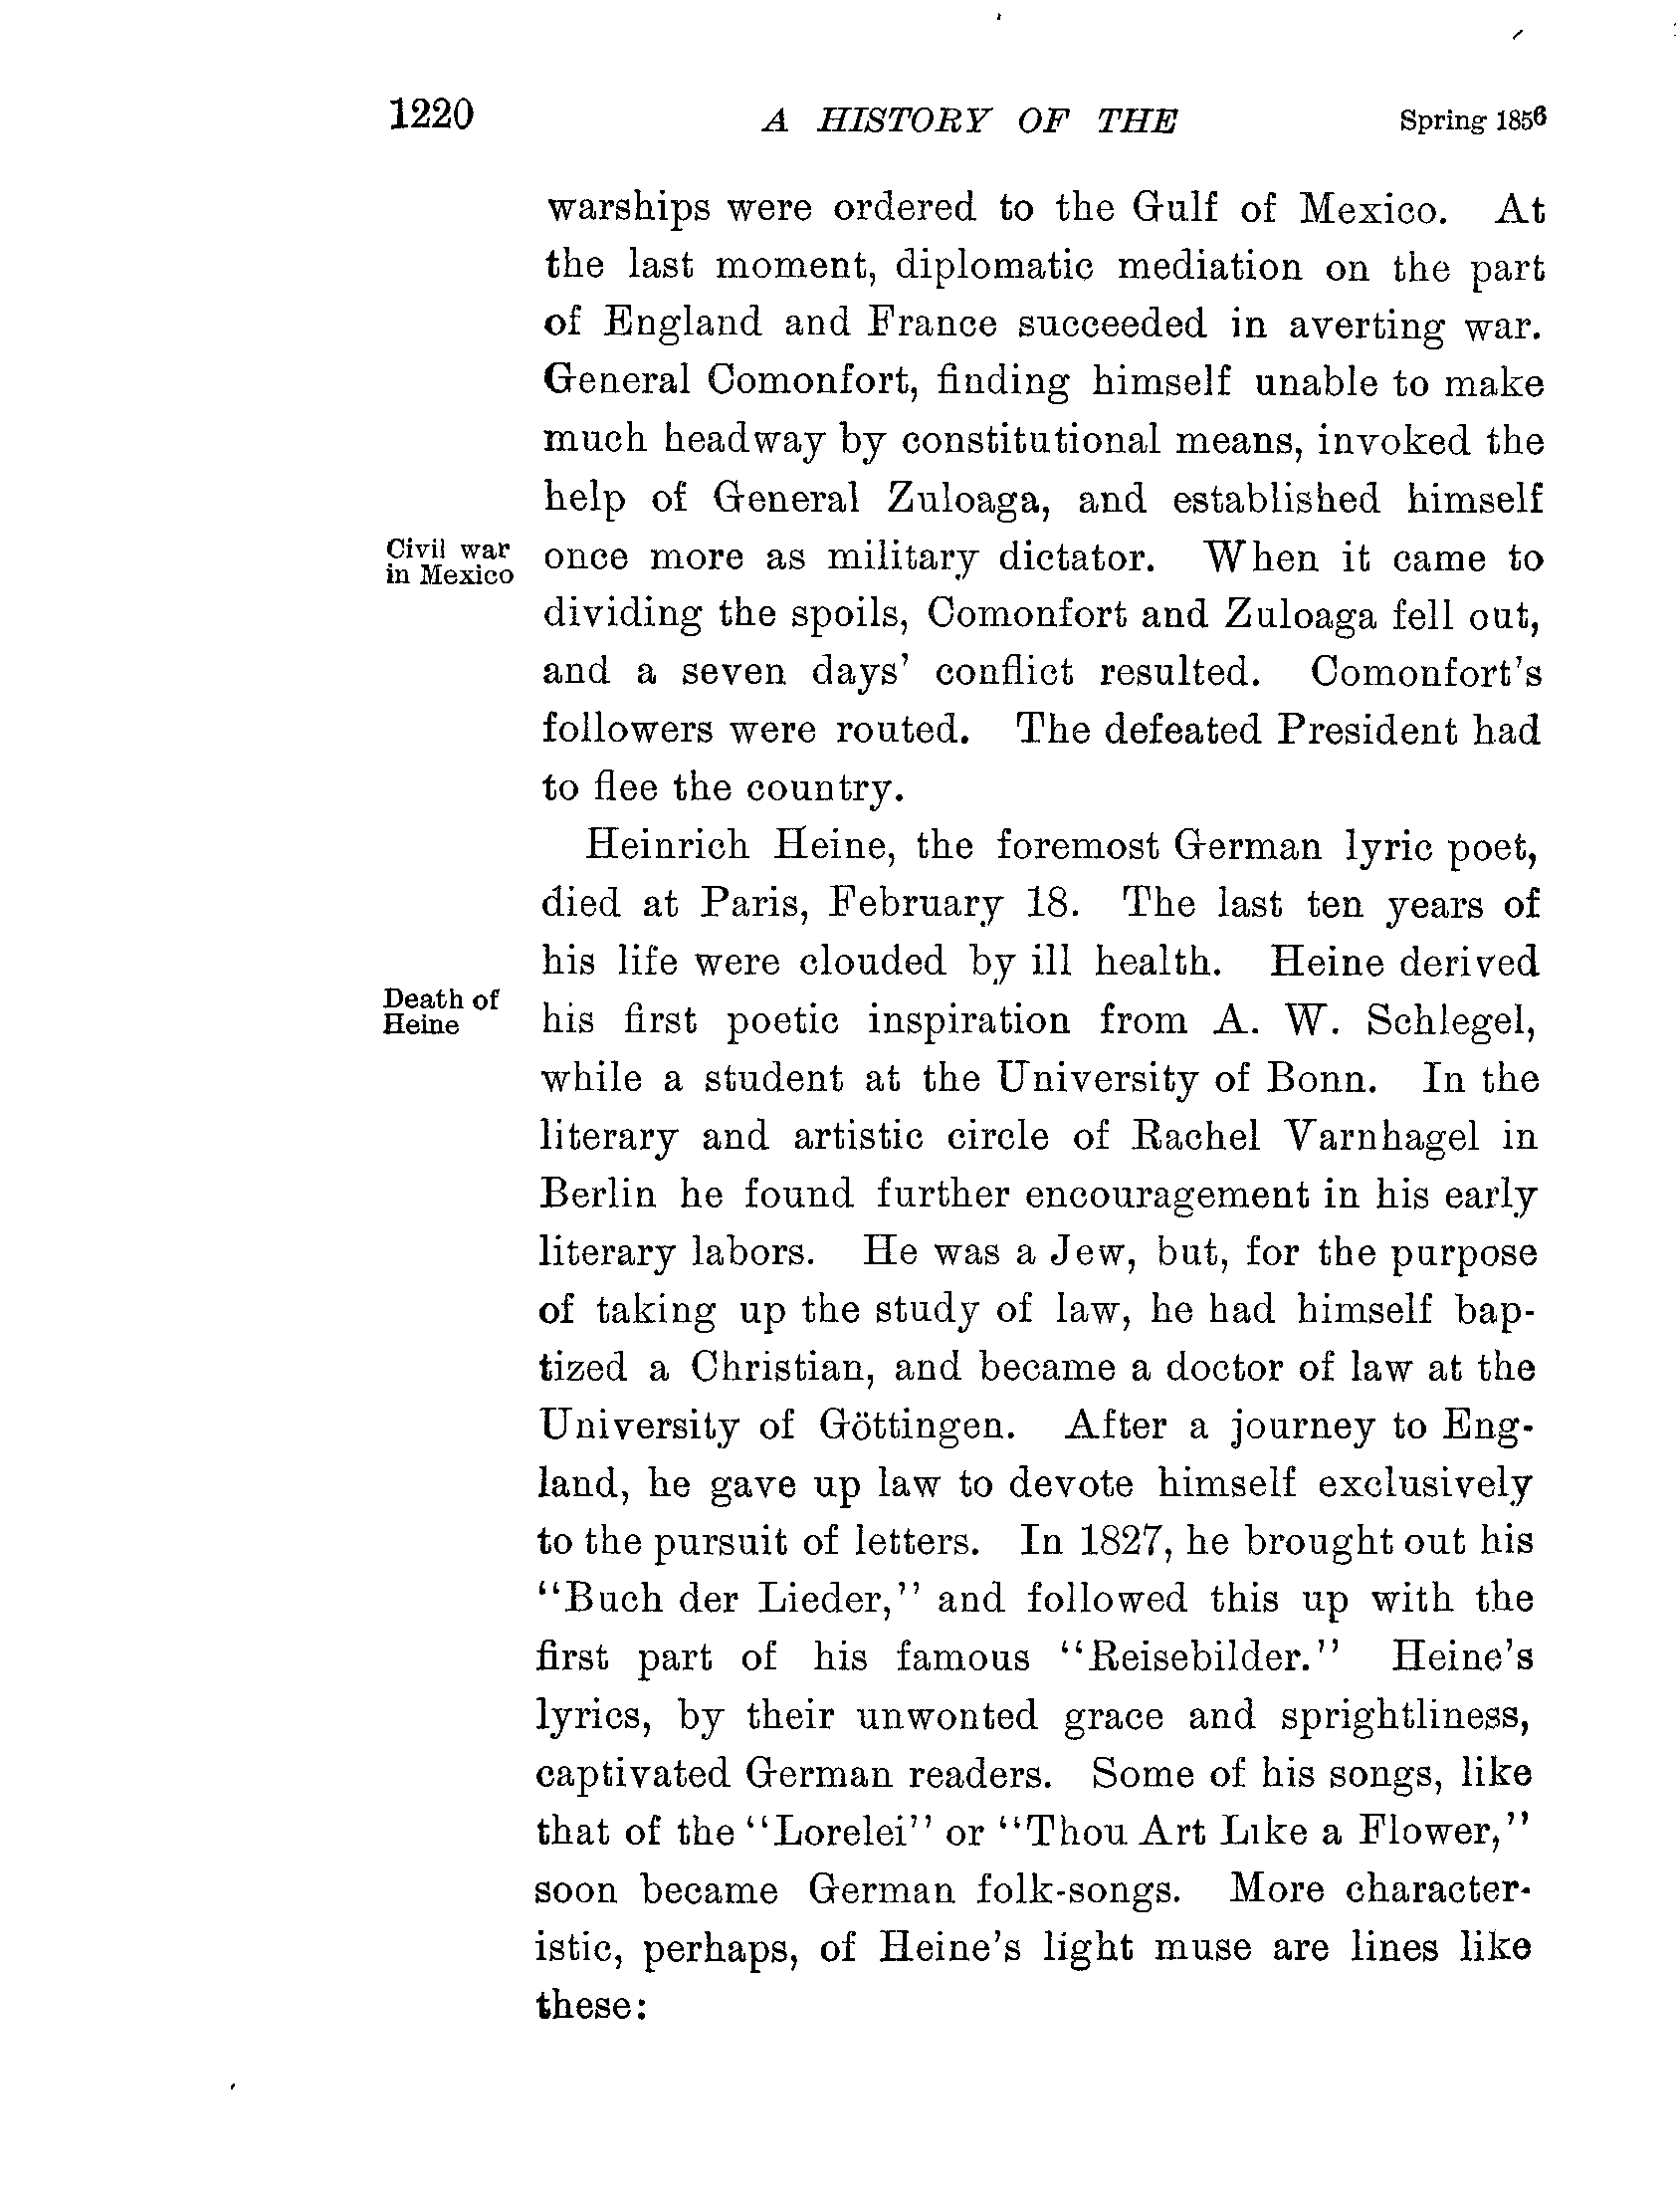 1220 A HISTORY OF THE Spring 1856
warships were ordered to the Gulf of Mexico. At
the last moment, diplomatic mediation on the part
of England and France succeeded in averting war.
General Comonfort, finding himself unable to make
much headway by constitutional means, invoked the
help of General Zuloaga, and established himself
Civil war
in Mexico
once more as military dictator. When it came to
dividing the spoils, Comonfort and Zuloaga fell out,
and a seven days' conflict resulted. Comonfort's
followers were routed. The defeated President had
to flee the country.
Heinrich Heine, the foremost German lyric poet,
died at Paris, February 18. The last ten years of
his life were clouded by ill health. Heine derived
Death of
Heine
his first poetic inspiration from A. W. Schlegel,
while a student at the University of Bonn. In the
literary and artistic circle of Rachel Varnhagel in
Berlin he found further encouragement in his early
literary labors. He was a Jew, but, for the purpose
of taking up the study of law, he had himself bap-
tized a Christian, and became a doctor of law at the
University of Göttingen. After a journey to Eng-
land, he gave up law to devote himself exclusively
to the pursuit of letters. In 1827, he brought out his
"Buch der Lieder," and followed this up with the
first part of his famous "Reisebilder." Heine's
lyrics, by their unwonted grace and sprightliness,
captivated German readers. Some of his songs, like
that of the "Lorelei" or "Thou Art Like a Flower,"
soon became German folk-songs. More character-
istic, perhaps, of Heine's light muse are lines like
these: